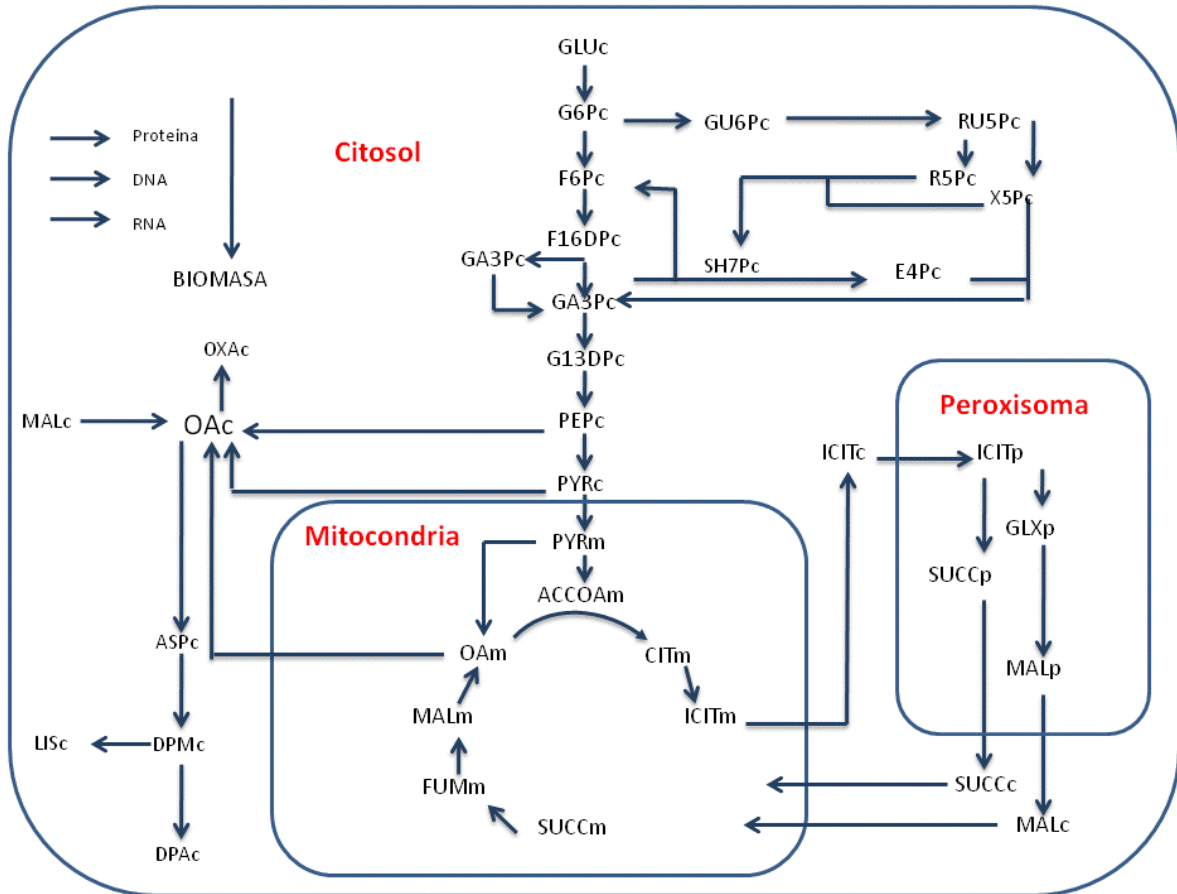 GLUc
G6Pc
GU6Pc
RU5Pc
Proteina
Citosol
DNA
F6Pc
R5Pc
X5Pc
RNA
F16DPc
GA3Pc
SH7Pc
E4Pc
BIOMASA
GA3Pc
OXAc
G13DPc
Peroxisoma
MALc
OAc
PEPc
ICITc
ICITp
PYRc
GLXp
Mitocondria
PYRm
SUCCp
ACCOAm
ASPc
OAm
CITm
MALp
MALm
ICITm
LISc
DPMc
FUMm
SUCCc
SUCCm
MALc
DPAc